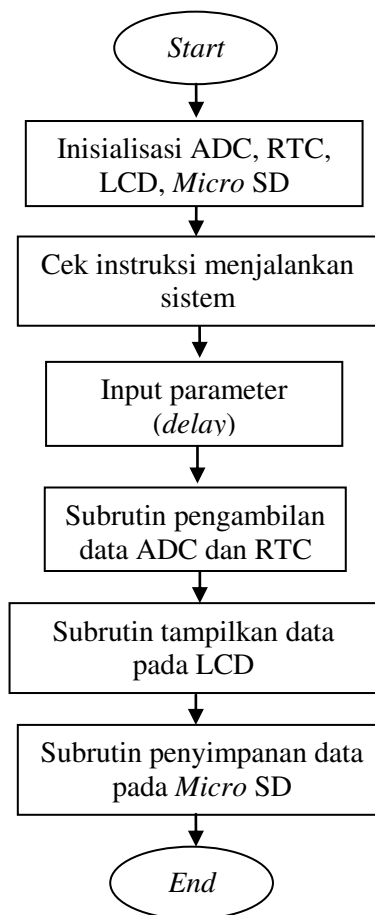 Start
Inisialisasi ADC, RTC,
LCD, Micro SD
Cek instruksi menjalankan
sistem
Input parameter
(delay)
Subrutin pengambilan
data ADC dan RTC
Subrutin tampilkan data
pada LCD
Subrutin penyimpanan data
pada Micro SD
End